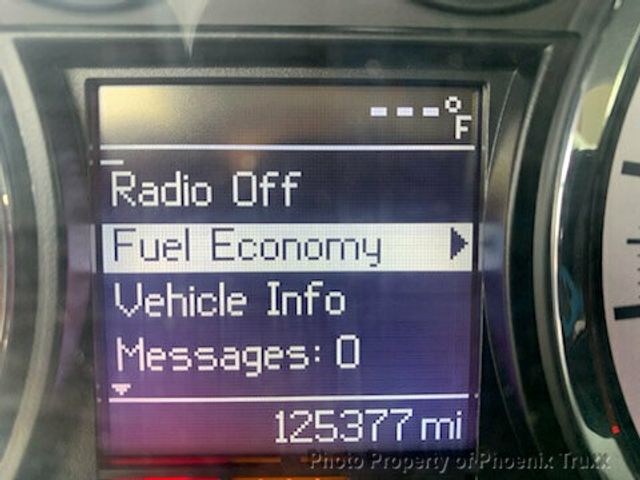 ---°F
Radio Off
Fuel Economy
Vehicle Info
Messages: 0
125377 mi
Photo Property of Phoenix Truxx